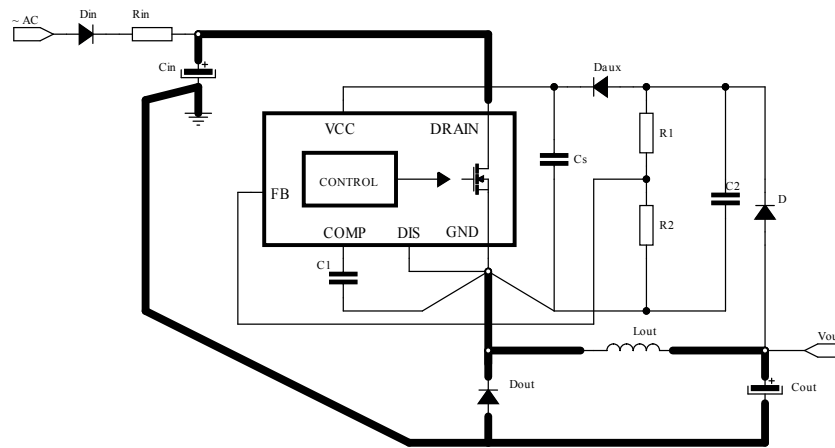 ~ AC
Din
Rin
Cin
+
VCC
DRAIN
CONTROL
FB
COMP
DIS
GND
C1
Cs
Daux
R1
R2
C2
D
Lout
Vou
Dout
+
Cout